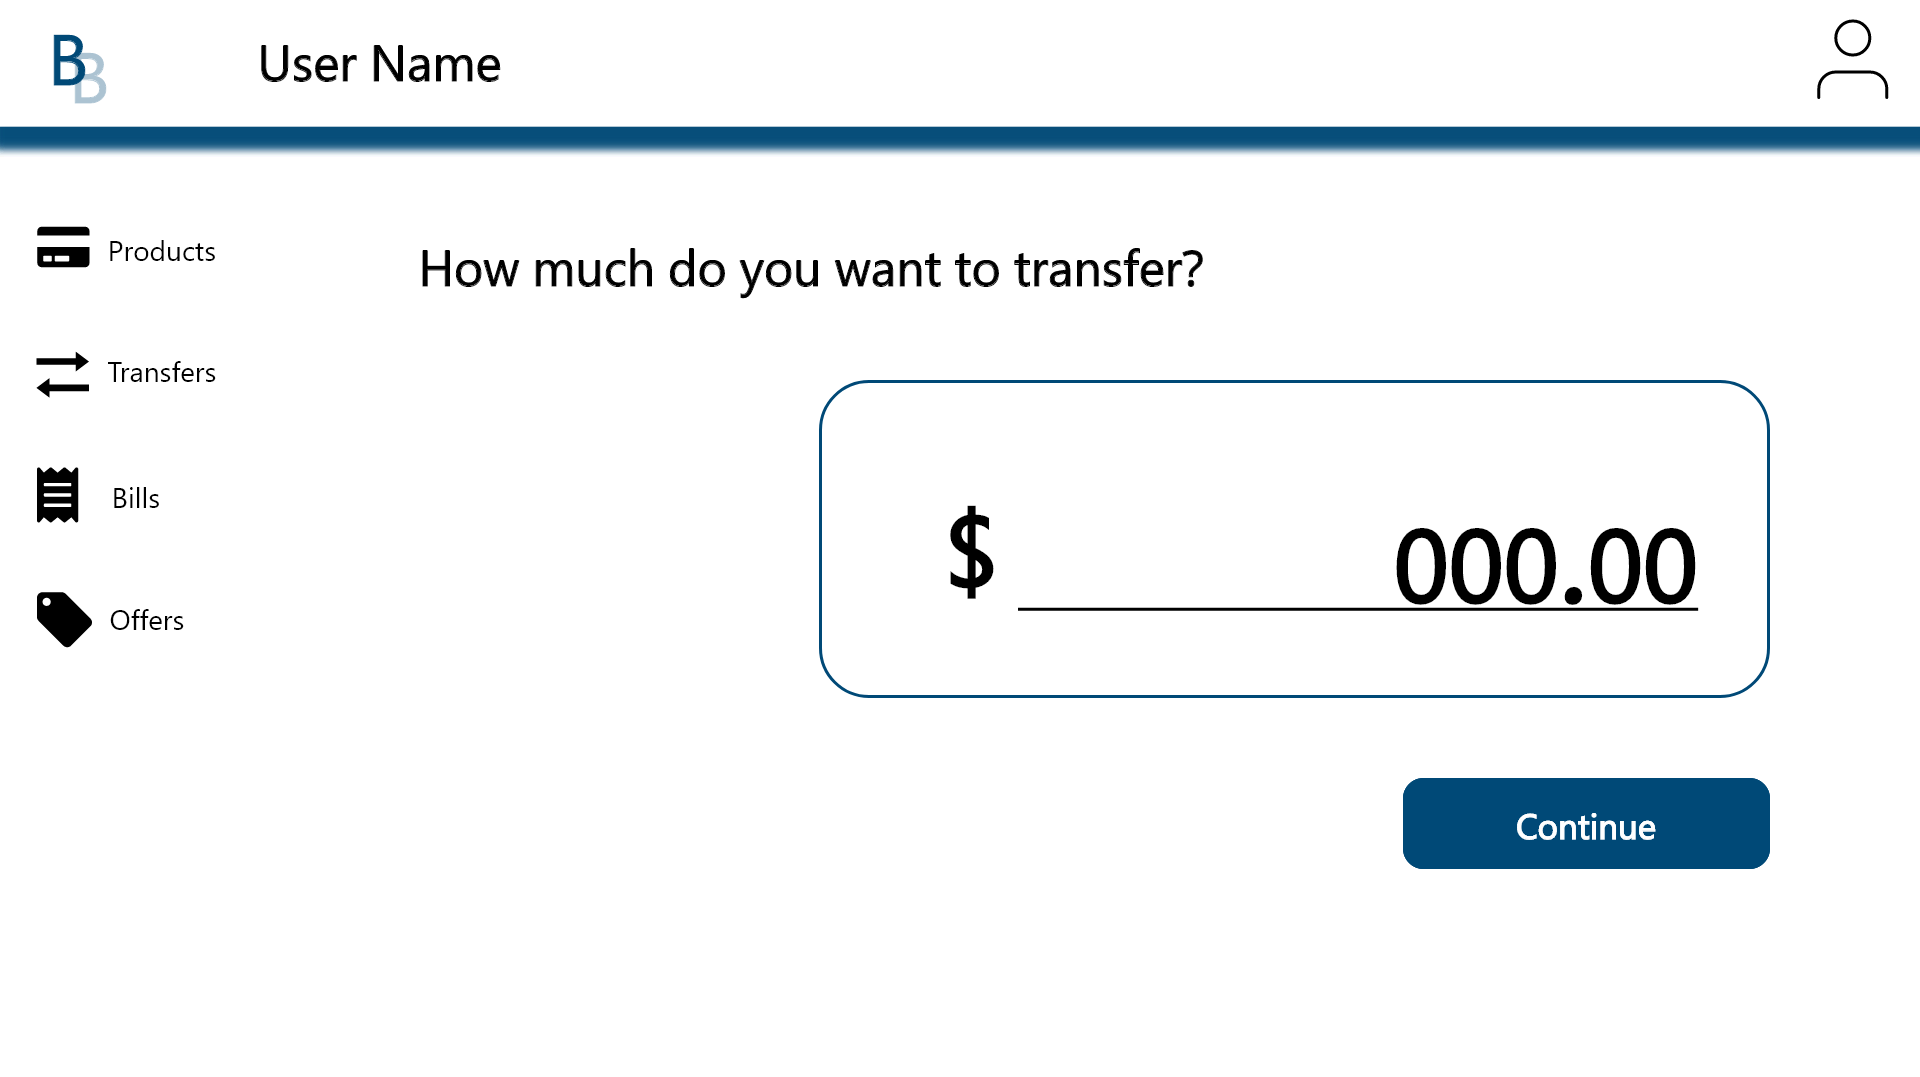 BB
User Name
Products
How much do you want to transfer?
Transfers
Bills
$ 000.00
Offers
Continue